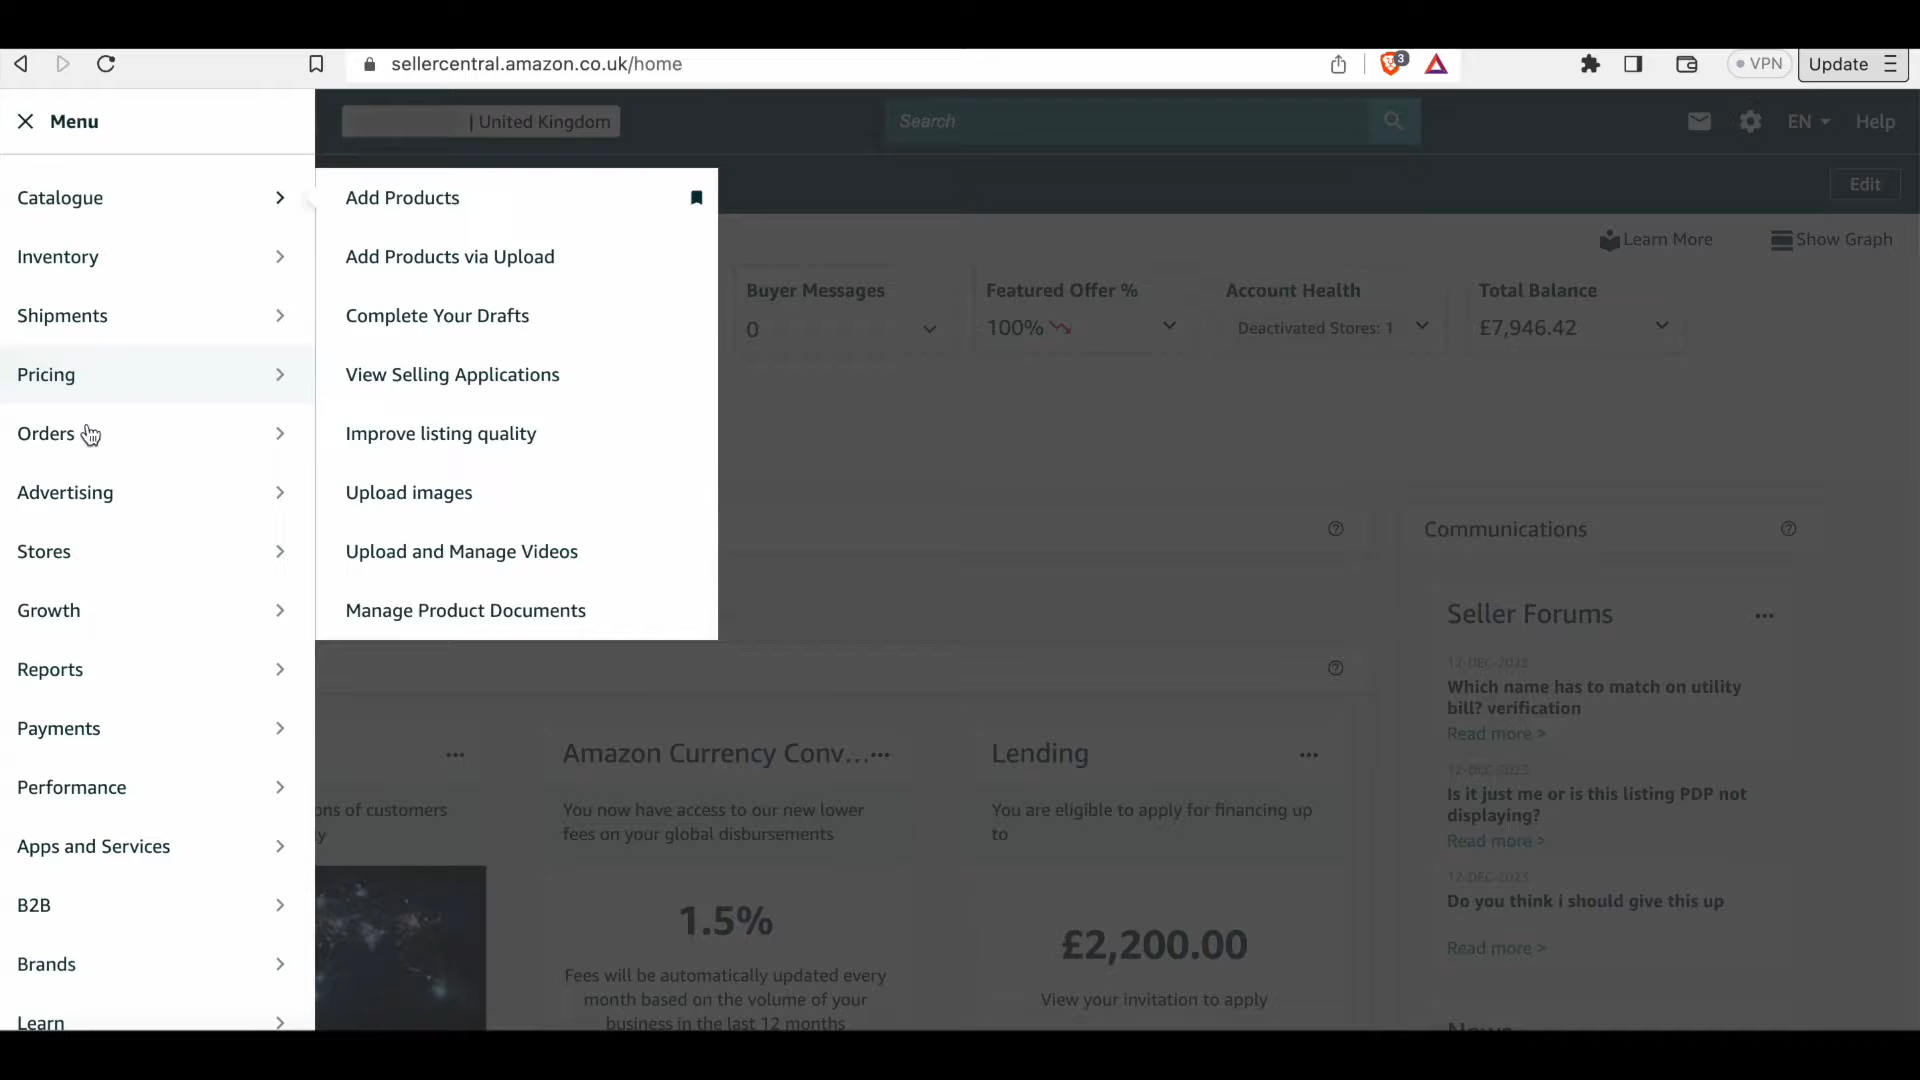 sellercentral.amazon.co.uk/home
3
VPN
Update
Menu
| United Kingdom
Search
EN
Help
Edit
Catalogue
Inventory
Shipments
Pricing
Orders
Advertising
Stores
Growth
Reports
Payments
Performance
Apps and Services
B2B
Brands
Learn
Add Products
Add Products via Upload
Complete Your Drafts
View Selling Applications
Improve listing quality
Upload images
Upload and Manage Videos
Manage Product Documents
Learn More
Show Graph
Buyer Messages
0
Featured Offer %
100%
Account Health
Deactivated Stores: 1
Total Balance
£7,946.42
ons of customers
y
Amazon Currency Conv...
You now have access to our new lower
fees on your global disbursements
1.5%
Fees will be automatically updated every
month based on the volume of your
business in the last 12 months
Lending
You are eligible to apply for financing up
to
£2,200.00
View your invitation to apply
Communications
Seller Forums
12-DEC-2023
Which name has to match on utility
bill? verification
Read more >
12-DEC-2023
Is it just me or is this listing PDP not
displaying?
Read more >
12-DEC-2023
Do you think i should give this up
Read more >
News